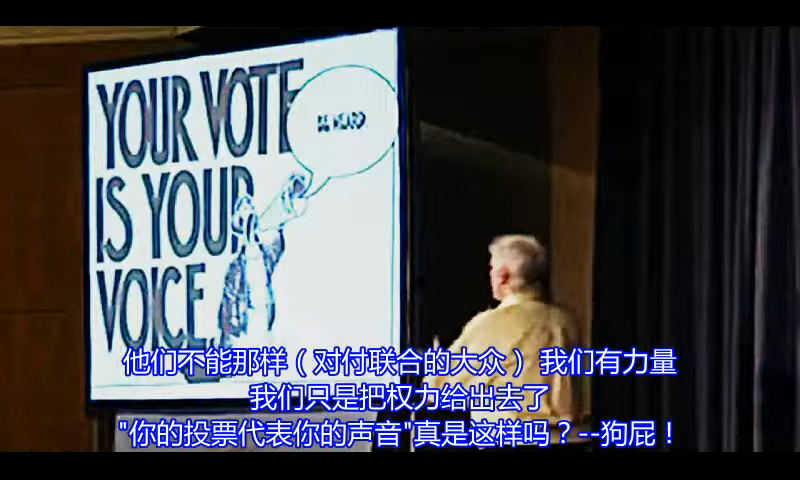 YOUR VOTE
IS YOUR
VOICE.
BE HEARD.
他们不能那样（对付联合的大众）我们有力量
我们只是把权力给出去了
"你的投票代表你的声音"真是这样吗？--狗屁！